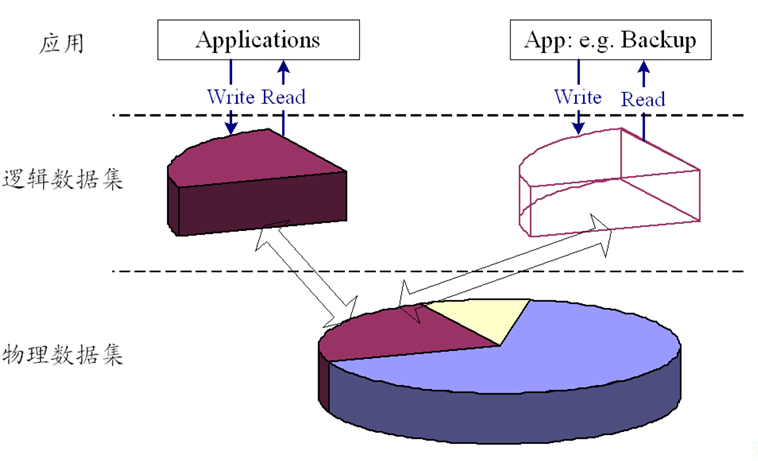 应用
Applications
App: e.g. Backup
Write Read
Write
Read
逻辑数据集
物理数据集